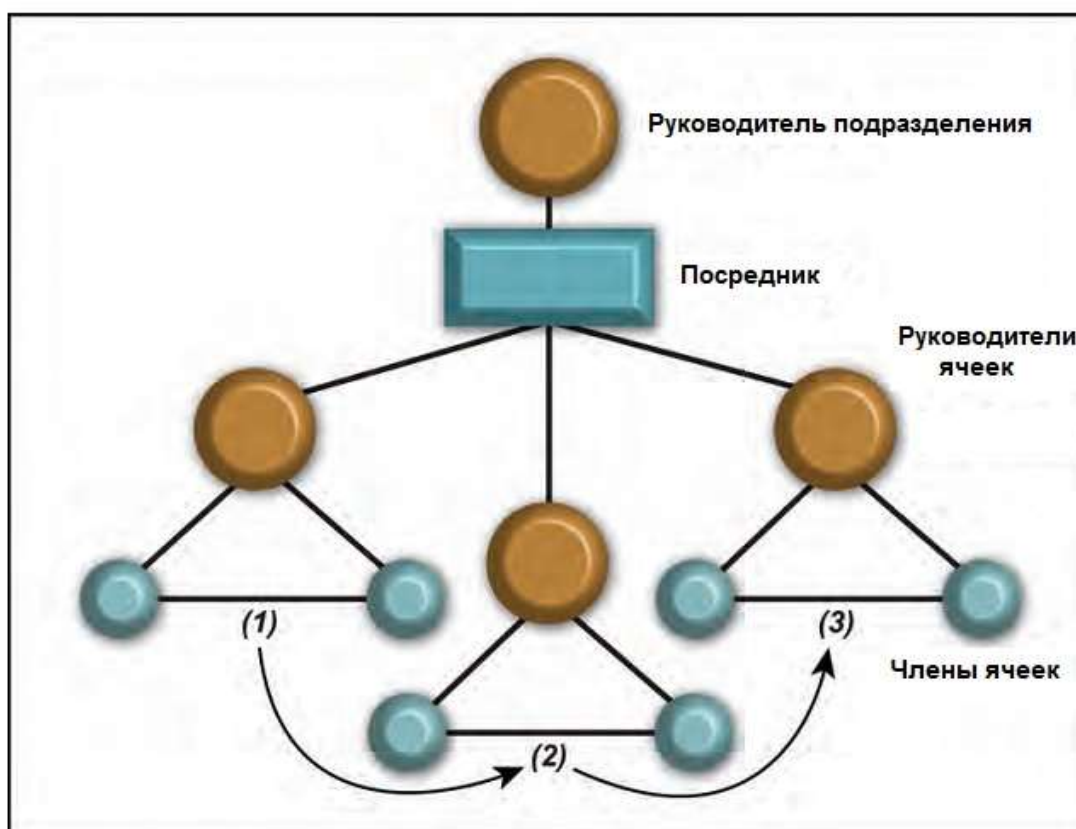 Руководитель подразделения
Посредник
Руководители
ячеек
(1)
(3)
Члены ячеек
(2)